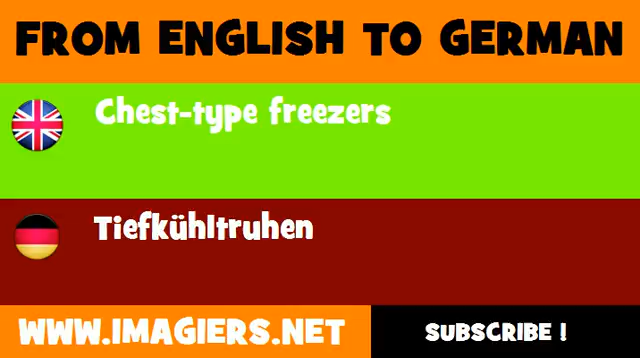 FROM ENGLISH TO GERMAN
Chest-type freezers
Tiefkühltruhen
WWW.IMAGIERS.NET
SUBSCRIBE !